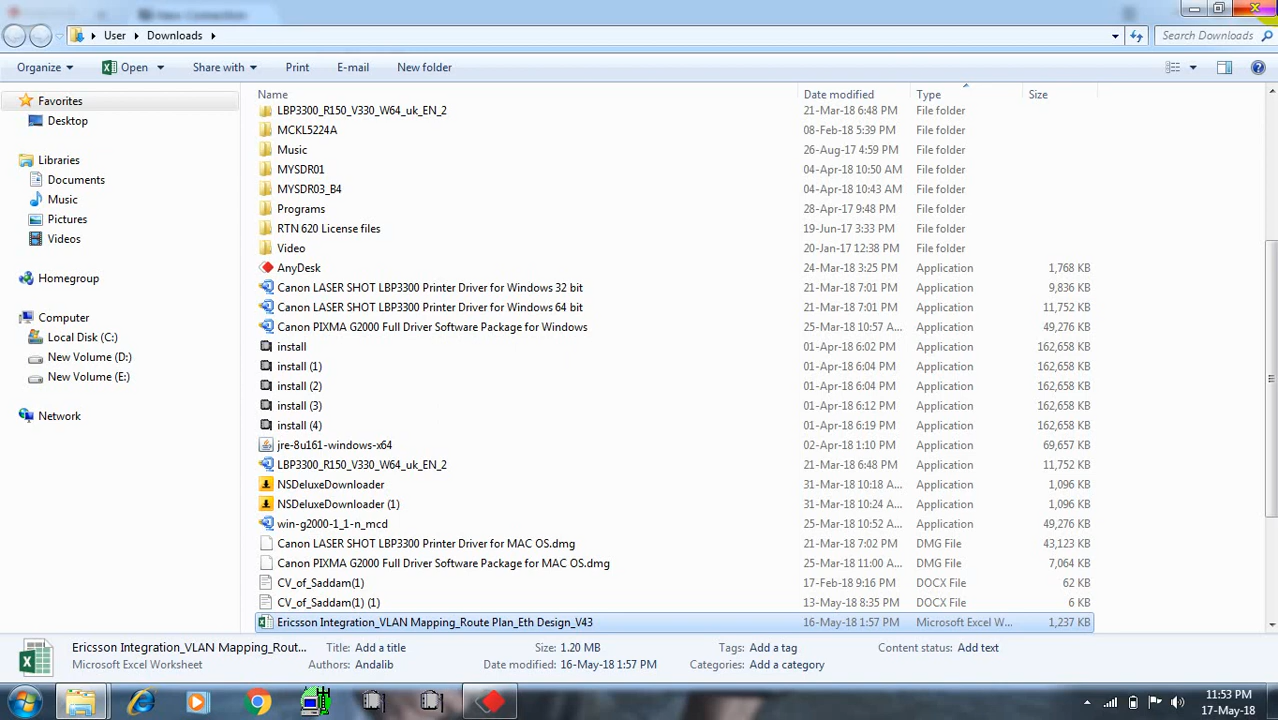 User Downloads
Search Downloads
Organize Open Share with Print E-mail New folder
Name Date modified Type Size
Favorites
Desktop
Libraries
Documents
Music
Pictures
Videos
Homegroup
Computer
Local Disk (C:)
New Volume (D:)
New Volume (E:)
Network
LBP3300_R150_V330_W64_uk_EN_2 21-Mar-18 6:48 PM File folder
MCKL5224A 08-Feb-18 5:39 PM File folder
Music 26-Aug-17 4:59 PM File folder
MYSDR01 04-Apr-18 10:50 AM File folder
MYSDR03_B4 04-Apr-18 10:43 AM File folder
Programs 28-Apr-17 9:48 PM File folder
RTN 620 License files 19-Jun-17 3:33 PM File folder
Video 20-Jan-17 12:38 PM File folder
AnyDesk 24-Mar-18 3:25 PM Application 1,768 KB
Canon LASER SHOT LBP3300 Printer Driver for Windows 32 bit 21-Mar-18 7:01 PM Application 9,836 KB
Canon LASER SHOT LBP3300 Printer Driver for Windows 64 bit 21-Mar-18 7:01 PM Application 11,752 KB
Canon PIXMA G2000 Full Driver Software Package for Windows 25-Mar-18 10:57 A... Application 49,276 KB
install 01-Apr-18 6:02 PM Application 162,658 KB
install (1) 01-Apr-18 6:04 PM Application 162,658 KB
install (2) 01-Apr-18 6:04 PM Application 162,658 KB
install (3) 01-Apr-18 6:12 PM Application 162,658 KB
install (4) 01-Apr-18 6:19 PM Application 162,658 KB
jre-8u161-windows-x64 02-Apr-18 1:10 PM Application 69,657 KB
LBP3300_R150_V330_W64_uk_EN_2 21-Mar-18 6:48 PM Application 11,752 KB
NSDeluxeDownloader 31-Mar-18 10:18 A... Application 1,096 KB
NSDeluxeDownloader (1) 31-Mar-18 10:24 A... Application 1,096 KB
win-g2000-1_1-n_mcd 25-Mar-18 10:52 A... Application 49,276 KB
Canon LASER SHOT LBP3300 Printer Driver for MAC OS.dmg 21-Mar-18 7:02 PM DMG File 43,123 KB
Canon PIXMA G2000 Full Driver Software Package for MAC OS.dmg 25-Mar-18 11:00 A... DMG File 7,064 KB
CV_of_Saddam(1) 17-Feb-18 9:16 PM DOCX File 62 KB
CV_of_Saddam(1) (1) 13-May-18 8:35 PM DOCX File 6 KB
Ericsson Integration_VLAN Mapping_Route Plan_Eth Design_V43 16-May-18 1:57 PM Microsoft Excel W... 1,237 KB
Ericsson Integration_VLAN Mapping_Rout... Title: Add a title Size: 1.20 MB Tags: Add a tag Content status: Add text
Microsoft Excel Worksheet Authors: Andalib Date modified: 16-May-18 1:57 PM Categories: Add a category
11:53 PM
17-May-18